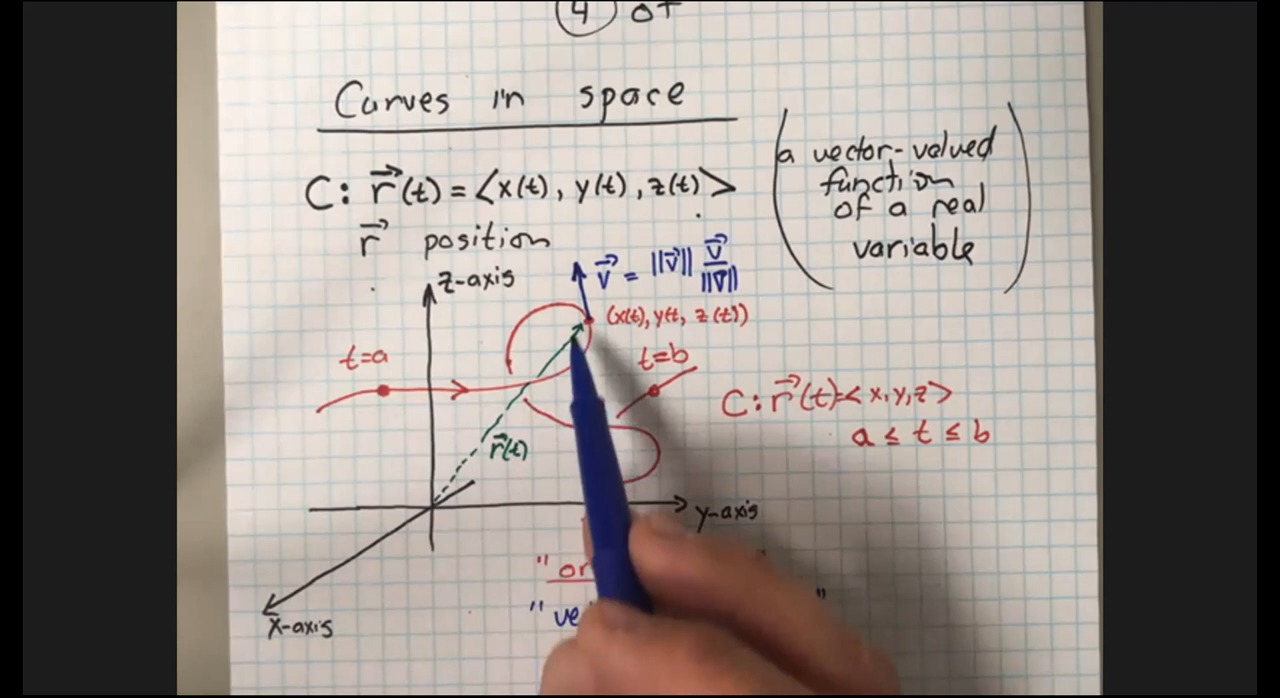 ④ of
Curves in space
C: r⃗(t) = <x(t), y(t), z(t)>
(a vector-valued
function
of a real
variable)
r⃗ position
z-axis
v⃗ = ||v⃗|| v⃗/||v⃗||
(x(t), y(t, z(t))
t=a
t=b
C: r⃗(t)=< x, y, z >
a ≤ t ≤ b
r⃗(t)
y-axis
x-axis